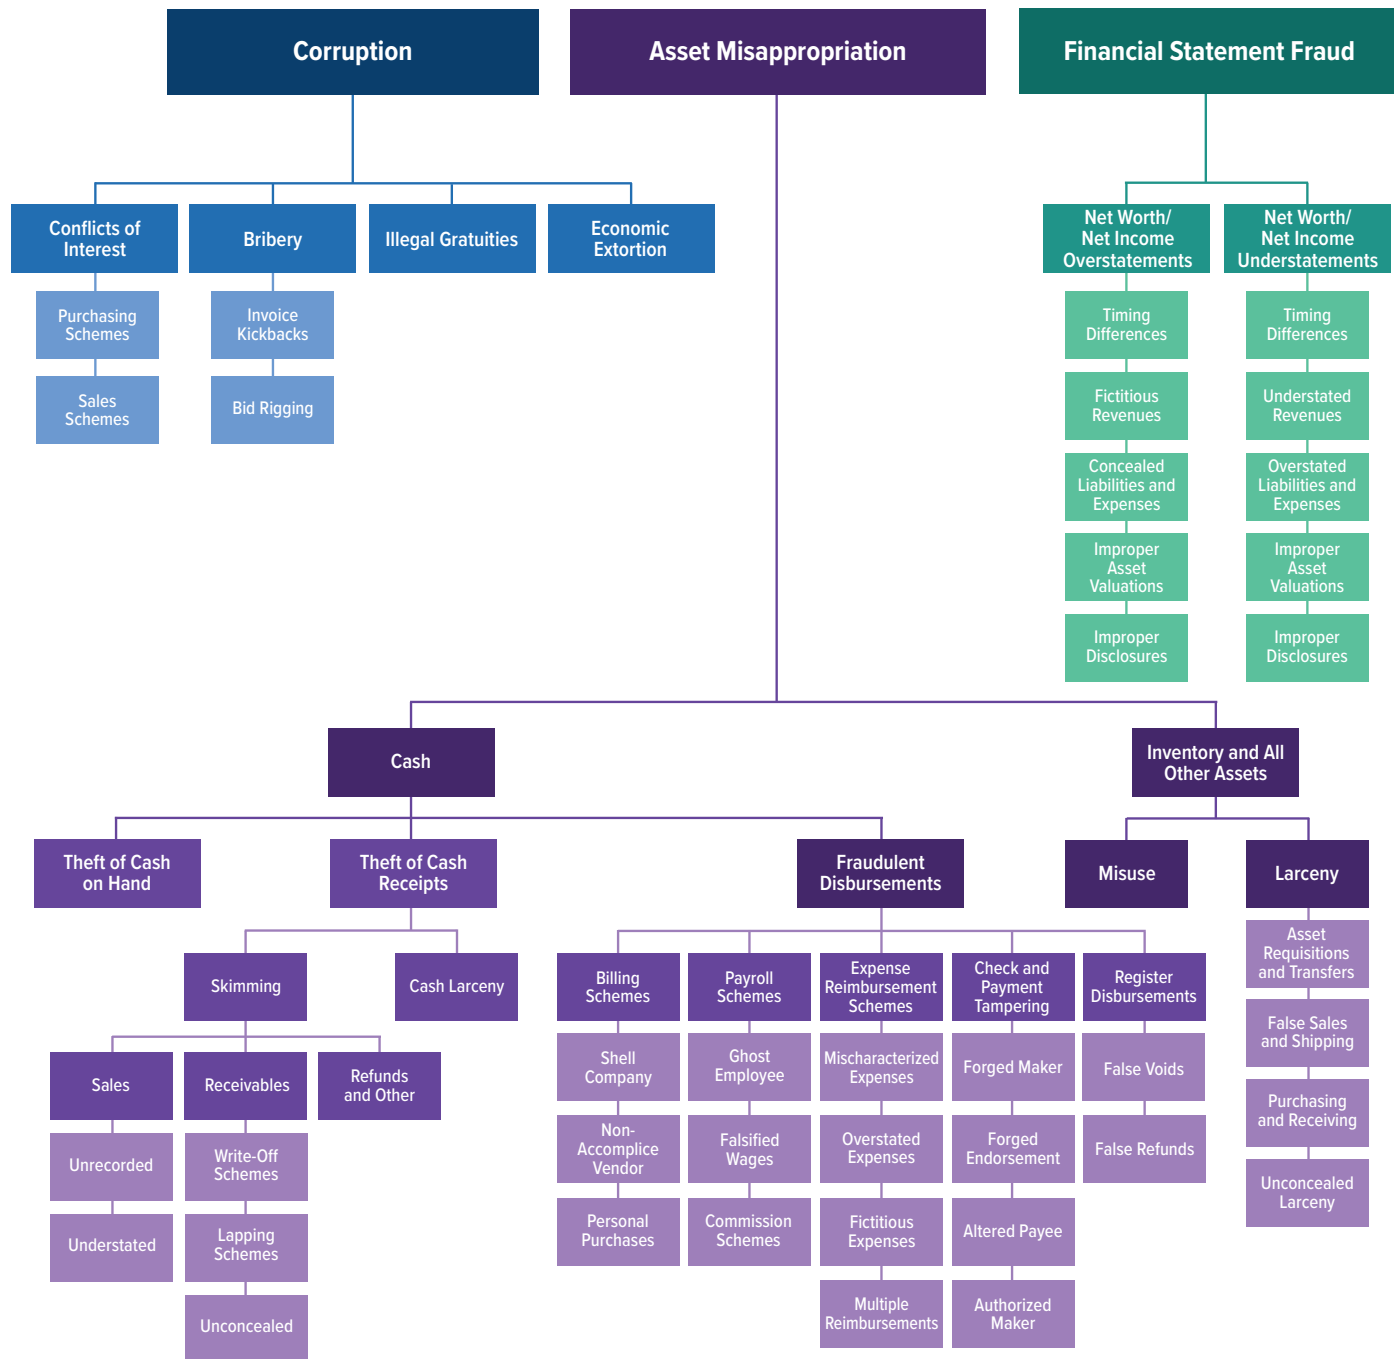 Corruption
Asset Misappropriation
Financial Statement Fraud
Conflicts of
Interest
Bribery
Illegal Gratuities
Economic
Extortion
Net Worth/
Net Income
Overstatements
Net Worth/
Net Income
Understatements
Purchasing
Schemes
Sales
Schemes
Invoice
Kickbacks
Bid Rigging
Timing
Differences
Fictitious
Revenues
Concealed
Liabilities and
Expenses
Improper
Asset
Valuations
Improper
Disclosures
Timing
Differences
Understated
Revenues
Overstated
Liabilities and
Expenses
Improper
Asset
Valuations
Improper
Disclosures
Cash
Inventory and All
Other Assets
Theft of Cash
on Hand
Theft of Cash
Receipts
Fraudulent
Disbursements
Misuse
Larceny
Skimming
Cash Larceny
Sales
Receivables
Refunds
and Other
Unrecorded
Understated
Write-Off
Schemes
Lapping
Schemes
Unconcealed
Billing
Schemes
Shell
Company
Non-
Accomplice
Vendor
Personal
Purchases
Payroll
Schemes
Ghost
Employee
Falsified
Wages
Commission
Schemes
Expense
Reimbursement
Schemes
Mischaracterized
Expenses
Overstated
Expenses
Fictitious
Expenses
Multiple
Reimbursements
Check and
Payment
Tampering
Forged Maker
Forged
Endorsement
Altered Payee
Authorized
Maker
Register
Disbursements
False Voids
False Refunds
Asset
Requisitions
and Transfers
False Sales
and Shipping
Purchasing
and Receiving
Unconcealed
Larceny